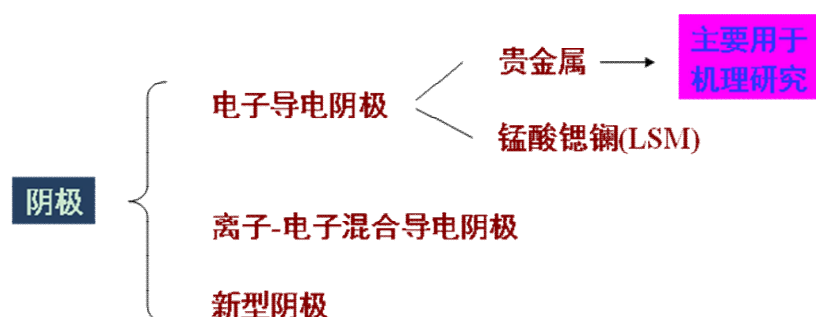 主要用于
机理研究
贵金属
电子导电阴极
锰酸锶镧(LSM)
阴极
离子-电子混合导电阴极
新型阴极